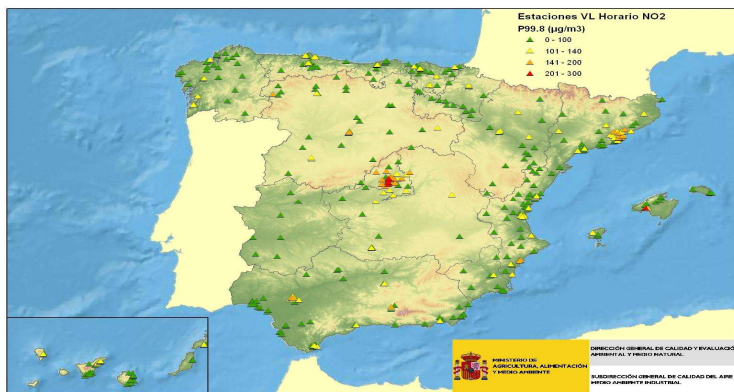 Estaciones VL Horario NO2
P99.8 (µg/m3)
0 - 100
101 - 140
141 - 200
201 - 300
MINISTERIO DE
AGRICULTURA, ALIMENTACIÓN
Y MEDIO AMBIENTE
DIRECCIÓN GENERAL DE CALIDAD Y EVALUACIÓ
AMBIENTAL Y MEDIO NATURAL
SUBDIRECCIÓN GENERAL DE CALIDAD DEL AIRE
MEDIO AMBIENTE INDUSTRIAL